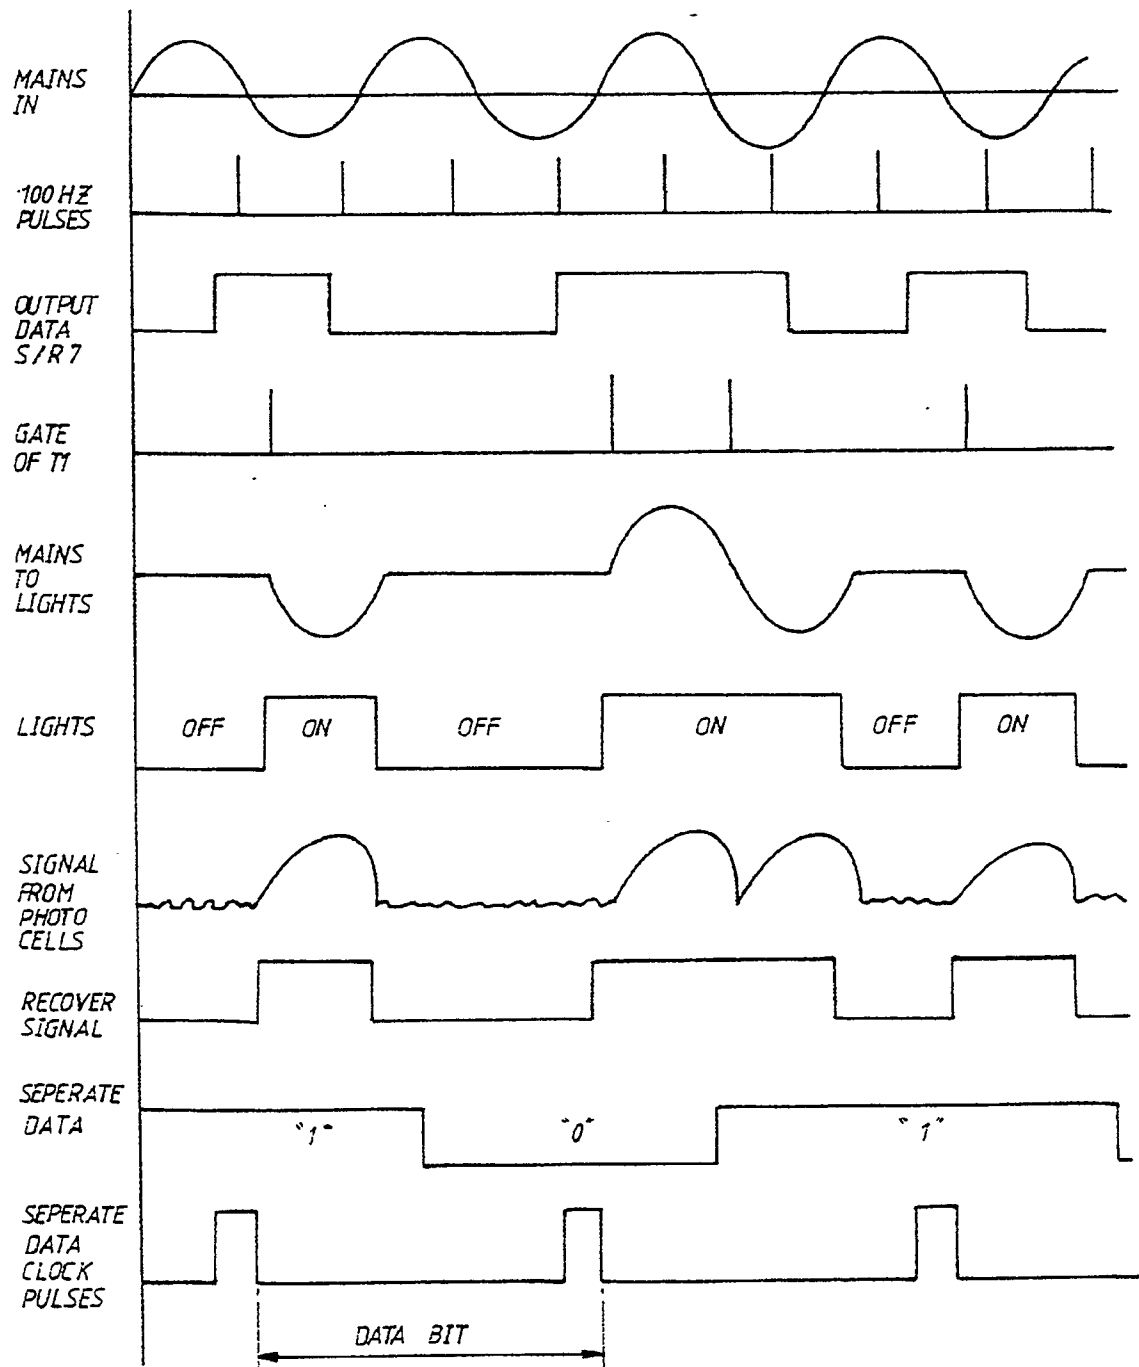 MAINS
IN
100 HZ
PULSES
OUTPUT
DATA
S/R7
GATE
OF T1
MAINS
TO
LIGHTS
LIGHTS
OFF
ON
OFF
ON
OFF
ON
SIGNAL
FROM
PHOTO
CELLS
RECOVER
SIGNAL
SEPERATE
DATA
"1"
"0"
"1"
SEPERATE
DATA
CLOCK
PULSES
DATA BIT